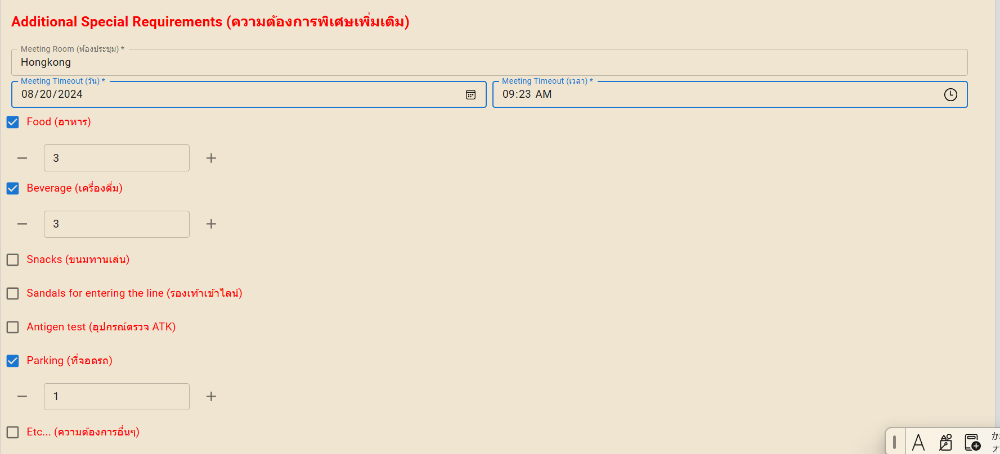 Additional Special Requirements (ความต้องการพิเศษเพิ่มเติม)
Meeting Room (ห้องประชุม) *
Hongkong
Meeting Timeout (วัน) *
08/20/2024
Meeting Timeout (เวลา) *
09:23 AM
Food (อาหาร)
3
Beverage (เครื่องดื่ม)
3
Snacks (ขนมทานเล่น)
Sandals for entering the line (รองเท้าเข้าไลน์)
Antigen test (อุปกรณ์ตรวจ ATK)
Parking (ที่จอดรถ)
1
Etc... (ความต้องการอื่นๆ)
A